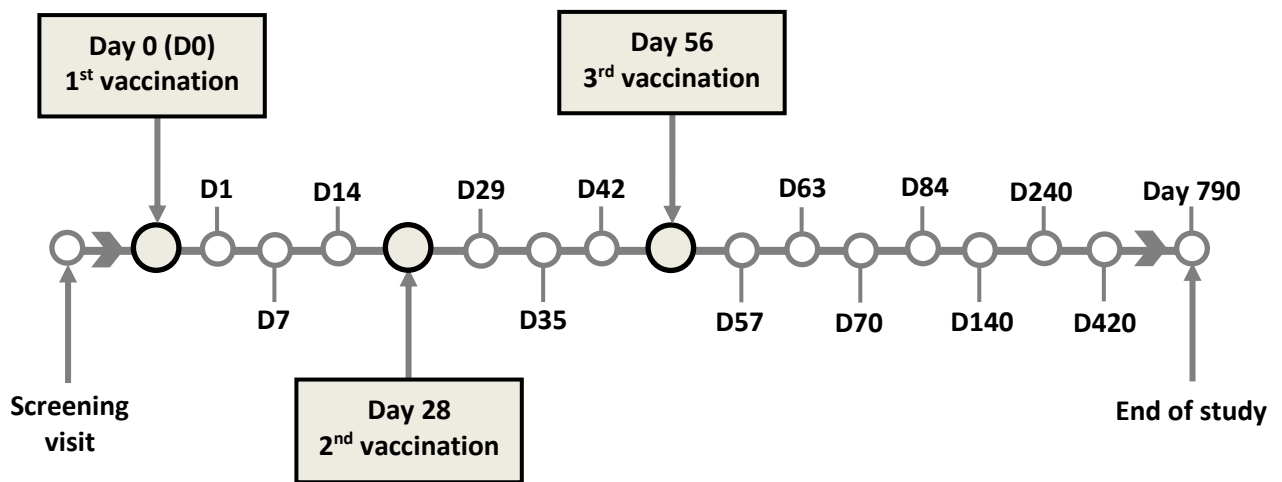 Day 0 (D0)
1st vaccination
Day 56
3rd vaccination
D1
D14
D29
D42
D63
D84
D240
Day 790
D7
D35
D57
D70
D140
D420
Screening
visit
Day 28
2nd vaccination
End of study